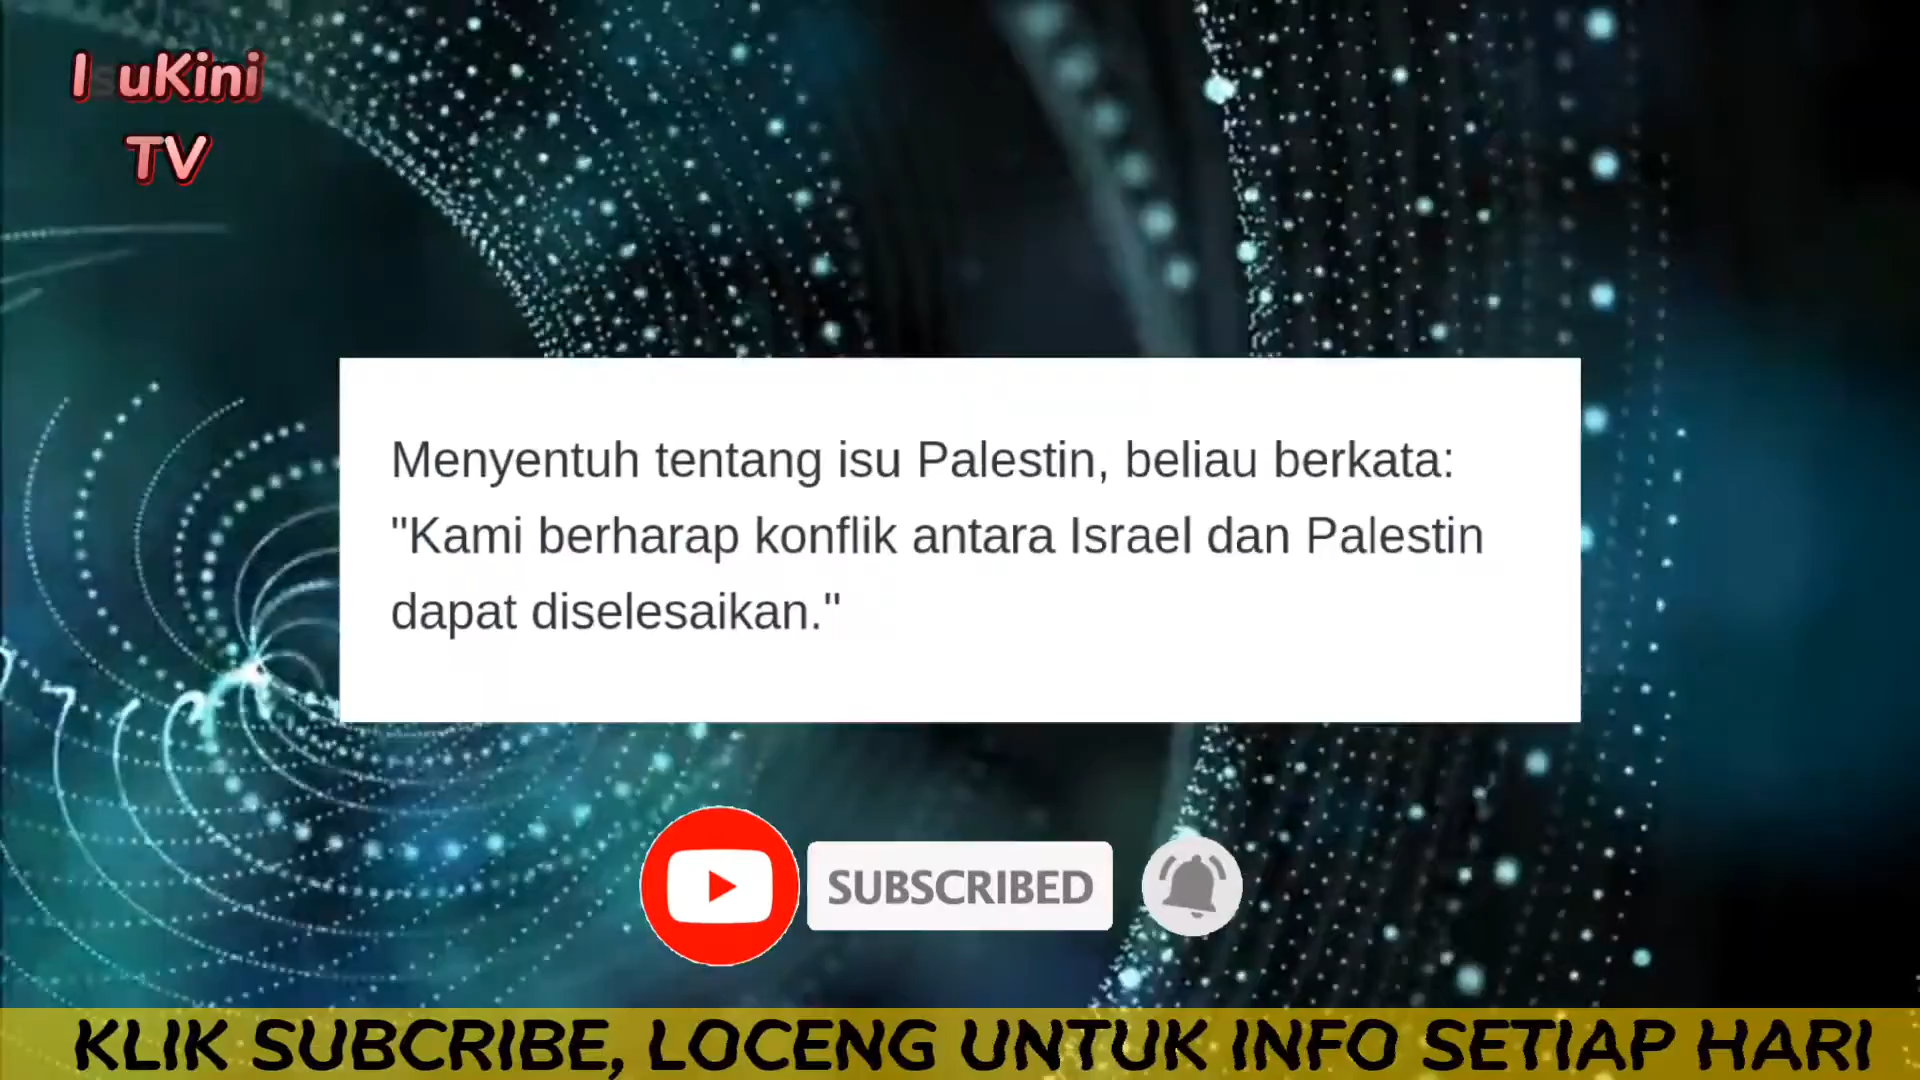 IsuKini
TV
Menyentuh tentang isu Palestin, beliau berkata:
"Kami berharap konflik antara Israel dan Palestin
dapat diselesaikan."
SUBSCRIBED
KLIK SUBCRIBE, LOCENG UNTUK INFO SETIAP HARI